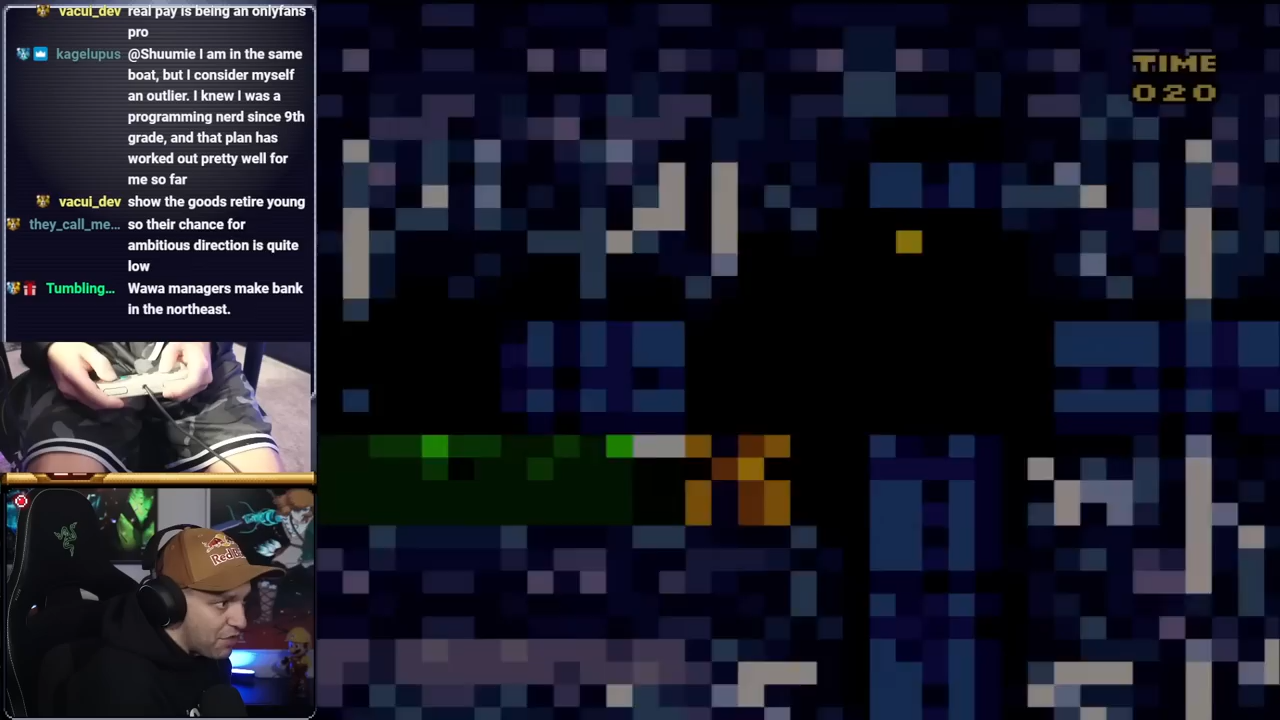 vacui_dev real pay is being an onlyfans
pro
kagelupus @Shuumie I am in the same
boat, but I consider myself
an outlier. I knew I was a
programming nerd since 9th
grade, and that plan has
worked out pretty well for
me so far
vacui_dev show the goods retire young
they_call_me... so their chance for
ambitious direction is quite
low
Tumbling... Wawa managers make bank
in the northeast.
TIME
020
Red